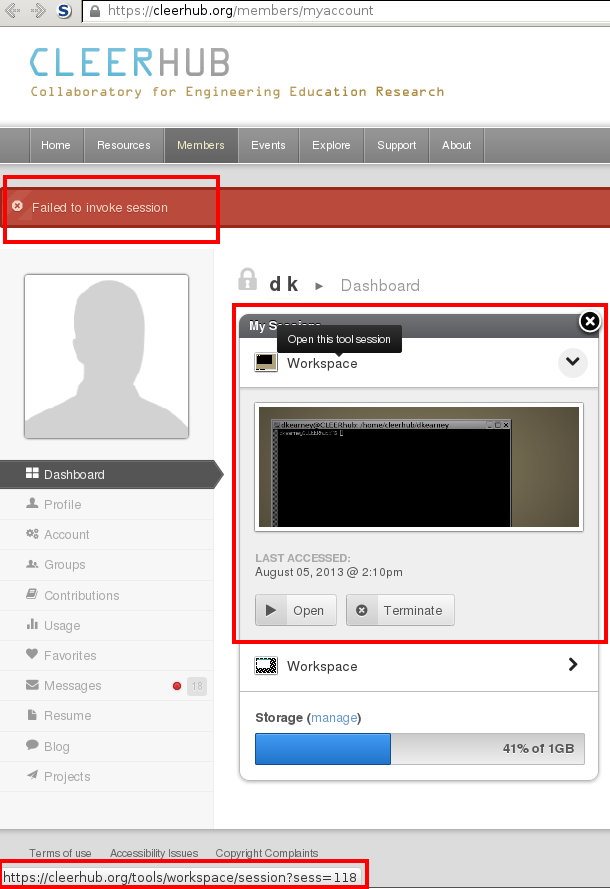 https://cleerhub.org/members/myaccount
CLEERHUB
Collaboratory for Engineering Education Research
Home Resources Members Events Explore Support About
Failed to invoke session
d k ▸ Dashboard
My Sessions
Open this tool session
Workspace
dkearney@CLEERhub: /home/cleerhub/dkearney
dkearney@CLEERhub:~$
LAST ACCESSED:
August 05, 2013 @ 2:10pm
Open Terminate
Workspace
Storage (manage)
41% of 1GB
Dashboard
Profile
Account
Groups
Contributions
Usage
Favorites
Messages 18
Resume
Blog
Projects
Terms of use Accessibility Issues Copyright Complaints
https://cleerhub.org/tools/workspace/session?sess=118